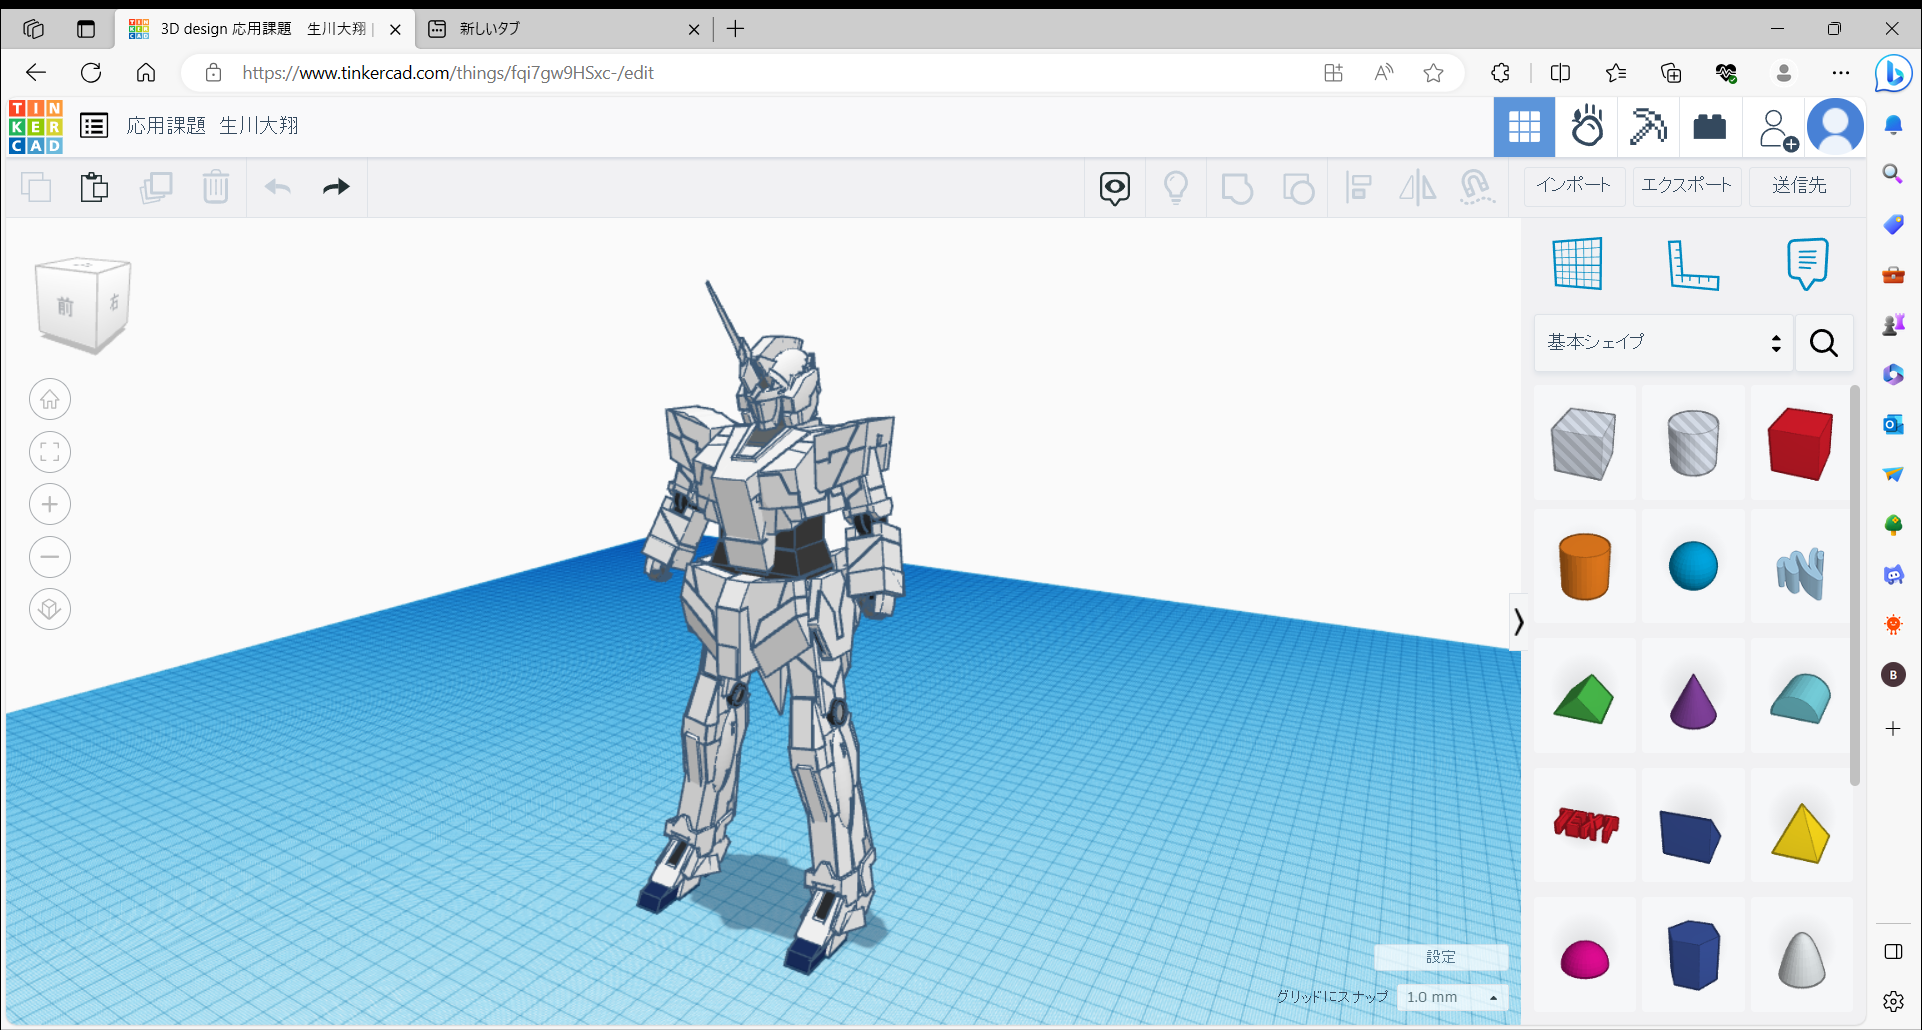 3D design 応用課題　生川大翔 |
新しいタブ
https://www.tinkercad.com/things/fqi7gw9HSxc-/edit
TIN
KER
CAD
応用課題　生川大翔
インポート
エクスポート
送信先
前
右
基本シェイプ
TEXT
設定
グリッドにスナップ
1.0 mm
B